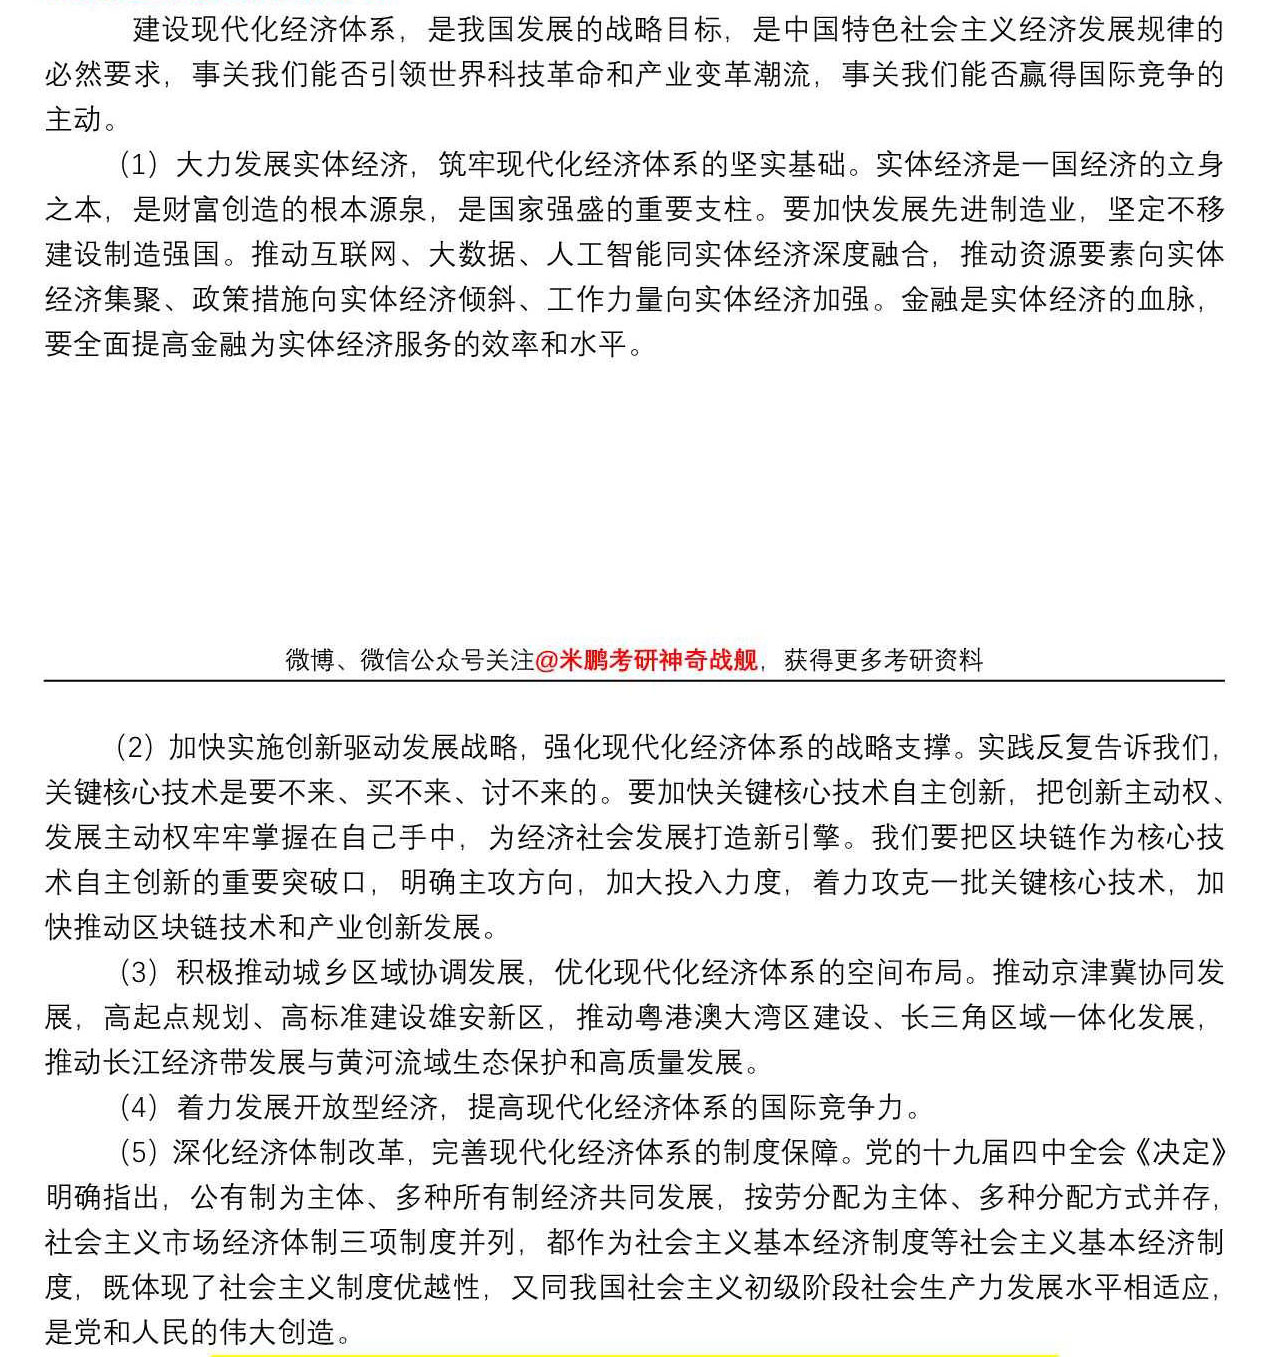 建设现代化经济体系，是我国发展的战略目标，是中国特色社会主义经济发展规律的
必然要求，事关我们能否引领世界科技革命和产业变革潮流，事关我们能否赢得国际竞争的
主动。
（1）大力发展实体经济，筑牢现代化经济体系的坚实基础。实体经济是一国经济的立身
之本，是财富创造的根本源泉，是国家强盛的重要支柱。要加快发展先进制造业，坚定不移
建设制造强国。推动互联网、大数据、人工智能同实体经济深度融合，推动资源要素向实体
经济集聚、政策措施向实体经济倾斜、工作力量向实体经济加强。金融是实体经济的血脉，
要全面提高金融为实体经济服务的效率和水平。
微博、微信公众号关注@米鹏考研神奇战舰，获得更多考研资料
（2）加快实施创新驱动发展战略，强化现代化经济体系的战略支撑。实践反复告诉我们，
关键核心技术是要不来、买不来、讨不来的。要加快关键核心技术自主创新，把创新主动权、
发展主动权牢牢掌握在自己手中，为经济社会发展打造新引擎。我们要把区块链作为核心技
术自主创新的重要突破口，明确主攻方向，加大投入力度，着力攻克一批关键核心技术，加
快推动区块链技术和产业创新发展。
（3）积极推动城乡区域协调发展，优化现代化经济体系的空间布局。推动京津冀协同发
展，高起点规划、高标准建设雄安新区，推动粤港澳大湾区建设、长三角区域一体化发展，
推动长江经济带发展与黄河流域生态保护和高质量发展。
（4）着力发展开放型经济，提高现代化经济体系的国际竞争力。
（5）深化经济体制改革，完善现代化经济体系的制度保障。党的十九届四中全会《决定》
明确指出，公有制为主体、多种所有制经济共同发展，按劳分配为主体、多种分配方式并存，
社会主义市场经济体制三项制度并列，都作为社会主义基本经济制度等社会主义基本经济制
度，既体现了社会主义制度优越性，又同我国社会主义初级阶段社会生产力发展水平相适应，
是党和人民的伟大创造。